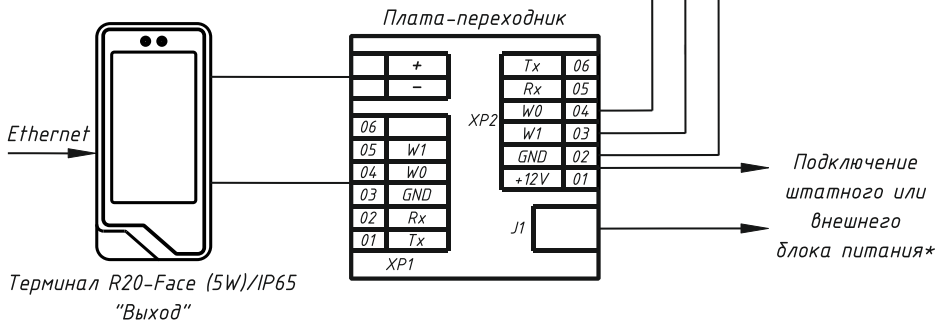 Плата-переходник
+
-
Tx 06
Rx 05
W0 04
W1 03
GND 02
+12V 01
XP2
06
05 W1
04 W0
03 GND
02 Rx
01 Tx
XP1
J1
Ethernet
Подключение
штатного или
внешнего
блока питания*
Терминал R20-Face (5W)/IP65
"Выход"